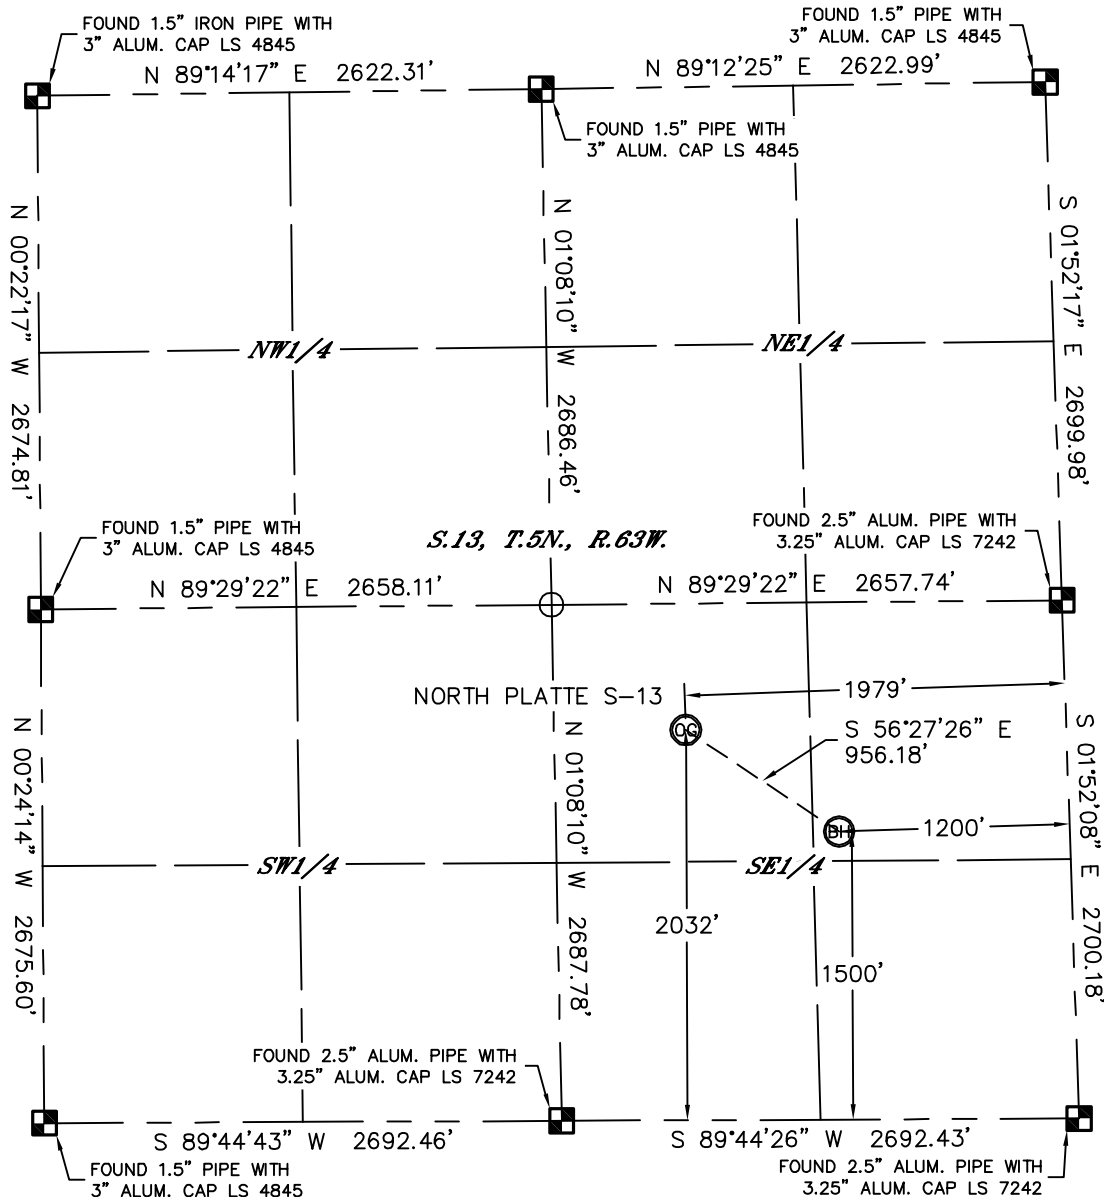 FOUND 1.5" IRON PIPE WITH
3" ALUM. CAP LS 4845
FOUND 1.5" PIPE WITH
3" ALUM. CAP LS 4845
N 89°14'17" E 2622.31'
N 89°12'25" E 2622.99'
FOUND 1.5" PIPE WITH
3" ALUM. CAP LS 4845
N 00°22'17" W 2674.81'
N 01°08'10" W 2686.46'
S 01°52'17" E 2699.98'
NW1/4
NE1/4
FOUND 1.5" PIPE WITH
3" ALUM. CAP LS 4845
S.13, T.5N., R.63W.
FOUND 2.5" ALUM. PIPE WITH
3.25" ALUM. CAP LS 7242
N 89°29'22" E 2658.11'
N 89°29'22" E 2657.74'
NORTH PLATTE S-13
1979'
OG
S 56°27'26" E
956.18'
BH
1200'
N 00°24'14" W 2675.60'
N 01°08'10" W 2687.78'
S 01°52'08" E 2700.18'
SW1/4
SE1/4
2032'
1500'
FOUND 2.5" ALUM. PIPE WITH
3.25" ALUM. CAP LS 7242
S 89°44'43" W 2692.46'
S 89°44'26" W 2692.43'
FOUND 1.5" PIPE WITH
3" ALUM. CAP LS 4845
FOUND 2.5" ALUM. PIPE WITH
3.25" ALUM. CAP LS 7242